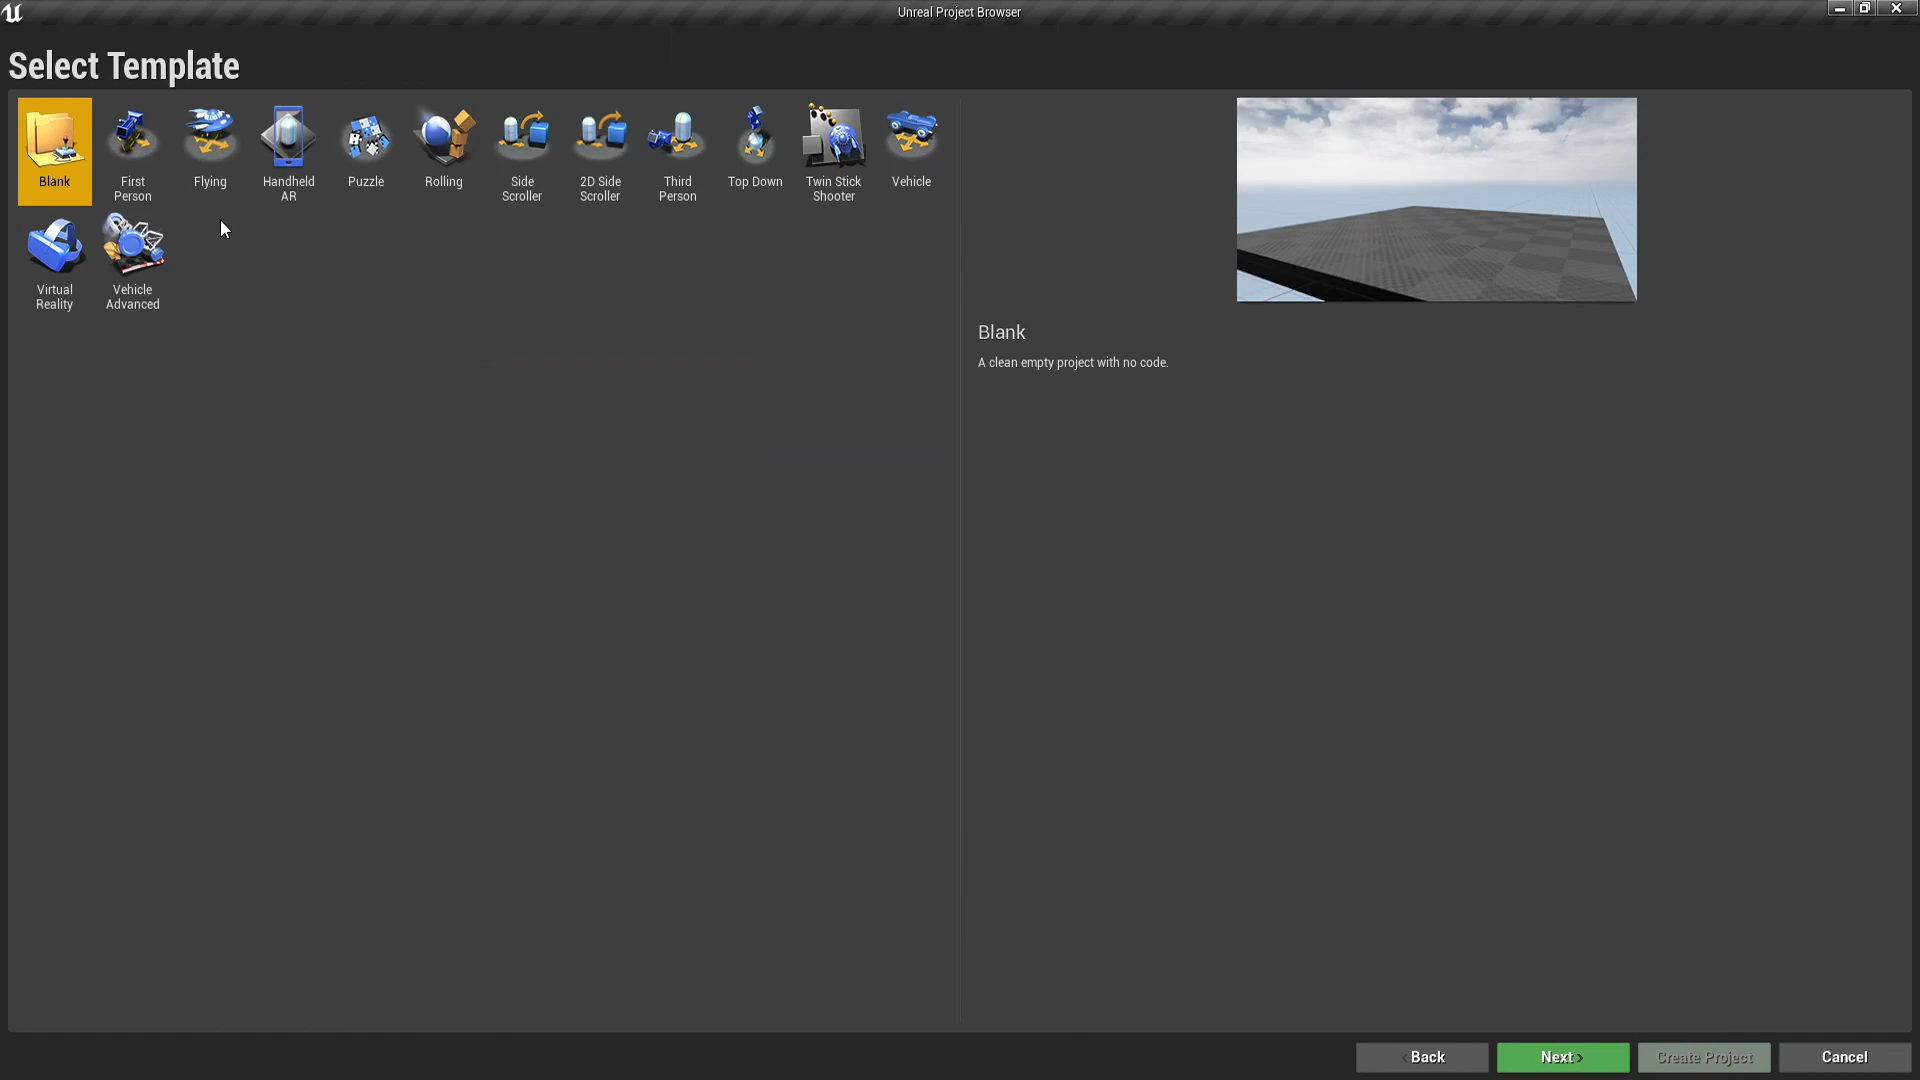 Unreal Project Browser
Select Template
Blank
First
Person
Flying
Handheld
AR
Puzzle
Rolling
Side
Scroller
2D Side
Scroller
Third
Person
Top Down
Twin Stick
Shooter
Vehicle
Virtual
Reality
Vehicle
Advanced
Blank
A clean empty project with no code.
‹ Back
Next ›
Create Project
Cancel